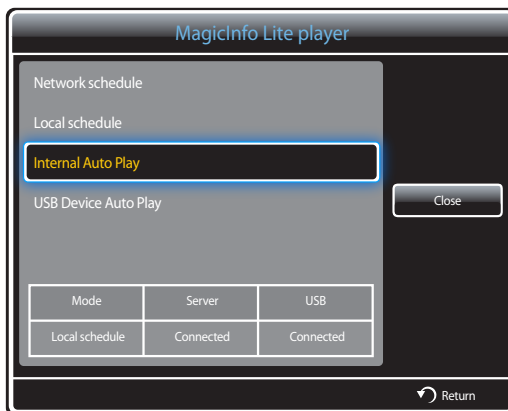 MagicInfo Lite player
Network schedule
Local schedule
Internal Auto Play
USB Device Auto Play
Close
Mode Server USB
Local schedule Connected Connected
Return